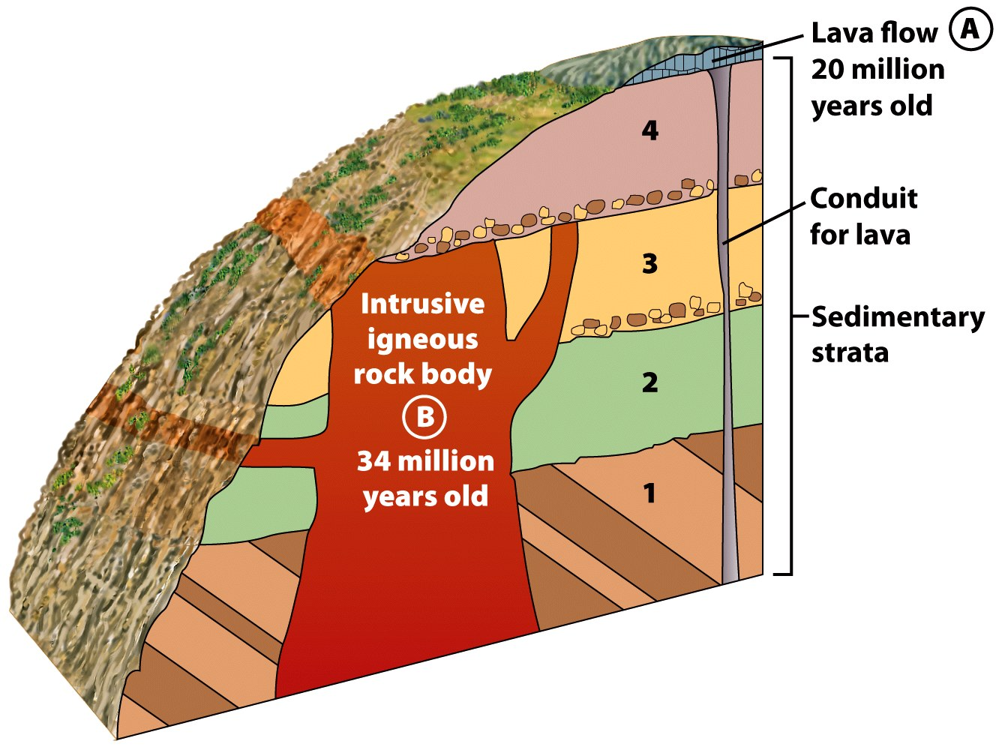 Lava flow A
20 million
years old
4
Conduit
for lava
3
Intrusive
igneous
rock body
B
34 million
years old
Sedimentary
strata
2
1